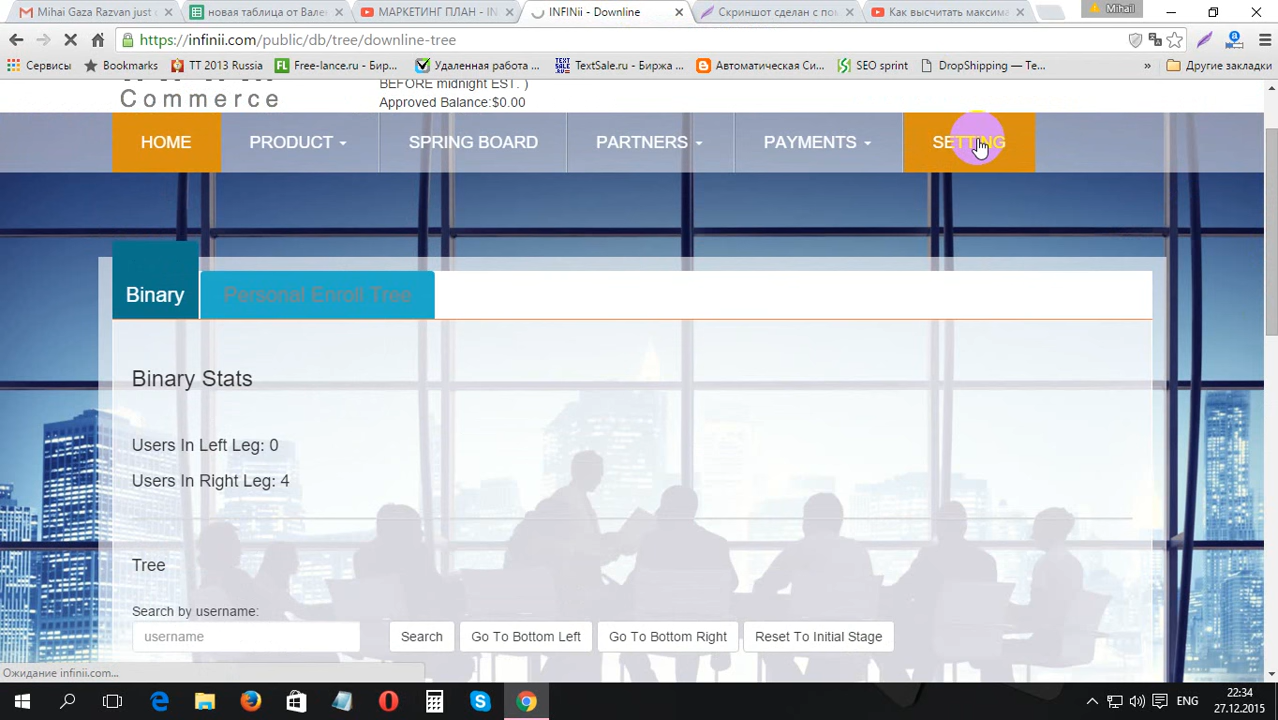 Mihai Gaza Razvan just c
новая таблица от Вале
МАРКЕТИНГ ПЛАН - IN
INFINii - Downline
Скриншот сделан с по
Как высчитать максима
Mihail
https://infinii.com/public/db/tree/downline-tree
Сервисы
Bookmarks
TT 2013 Russia
Free-lance.ru - Бир...
Удаленная работа ...
TextSale.ru - Биржа ...
Автоматическая Си...
SEO sprint
DropShipping — Те...
»
Другие закладки
BEFORE midnight EST. )
Commerce
Approved Balance:$0.00
HOME
PRODUCT
SPRING BOARD
PARTNERS
PAYMENTS
SETTING
Binary
Personal Enroll Tree
Binary Stats
Users In Left Leg: 0
Users In Right Leg: 4
Tree
Search by username:
username
Search
Go To Bottom Left
Go To Bottom Right
Reset To Initial Stage
Ожидание infinii.com...
ENG
22:34
27.12.2015